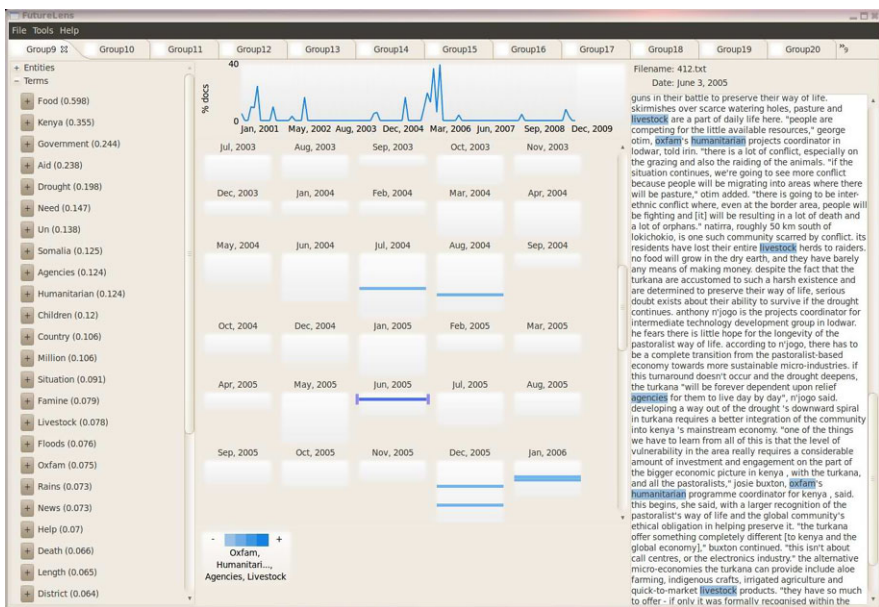 FutureLens
File Tools Help
Group9 Group10 Group11 Group12 Group13 Group14 Group15 Group16 Group17 Group18 Group19 Group20 »9
+ Entities
− Terms
+ Food (0.598)
+ Kenya (0.355)
+ Government (0.244)
+ Aid (0.238)
+ Drought (0.198)
+ Need (0.147)
+ Un (0.138)
+ Somalia (0.125)
+ Agencies (0.124)
+ Humanitarian (0.124)
+ Children (0.12)
+ Country (0.106)
+ Million (0.106)
+ Situation (0.091)
+ Famine (0.079)
+ Livestock (0.078)
+ Floods (0.076)
+ Oxfam (0.075)
+ Rains (0.073)
+ News (0.073)
+ Help (0.07)
+ Death (0.066)
+ Length (0.065)
+ District (0.064)
40
% docs
0
Jan, 2001 May, 2002 Aug, 2003 Dec, 2004 Mar, 2006 Jun, 2007 Sep, 2008 Dec, 2009
Jul, 2003 Aug, 2003 Sep, 2003 Oct, 2003 Nov, 2003
Dec, 2003 Jan, 2004 Feb, 2004 Mar, 2004 Apr, 2004
May, 2004 Jun, 2004 Jul, 2004 Aug, 2004 Sep, 2004
Oct, 2004 Dec, 2004 Jan, 2005 Feb, 2005 Mar, 2005
Apr, 2005 May, 2005 Jun, 2005 Jul, 2005 Aug, 2005
Sep, 2005 Oct, 2005 Nov, 2005 Dec, 2005 Jan, 2006
- +
Oxfam,
Humanitari...,
Agencies, Livestock
Filename: 412.txt
Date: June 3, 2005
guns in their battle to preserve their way of life.
skirmishes over scarce watering holes, pasture and
livestock are a part of daily life here. "people are
competing for the little available resources," george
otim, oxfam's humanitarian projects coordinator in
lodwar, told irin. "there is a lot of conflict, especially on
the grazing and also the raiding of the animals. "if the
situation continues, we're going to see more conflict
because people will be migrating into areas where there
will be pasture," otim added. "there is going to be inter-
ethnic conflict where, even at the border area, people will
be fighting and [it] will be resulting in a lot of death and
a lot of orphans." natirra, roughly 50 km south of
lokichokio, is one such community scarred by conflict. its
residents have lost their entire livestock herds to raiders.
no food will grow in the dry earth, and they have barely
any means of making money. despite the fact that the
turkana are accustomed to such a harsh existence and
are determined to preserve their way of life, serious
doubt exists about their ability to survive if the drought
continues. anthony n'jogo is the projects coordinator for
intermediate technology development group in lodwar.
he fears there is little hope for the longevity of the
pastoralist way of life. according to n'jogo, there has to
be a complete transition from the pastoralist-based
economy towards more sustainable micro-industries. if
this turnaround doesn't occur and the drought deepens,
the turkana "will be forever dependent upon relief
agencies for them to live day by day", n'jogo said.
developing a way out of the drought 's downward spiral
in turkana requires a better integration of the community
into kenya 's mainstream economy. "one of the things
we have to learn from all of this is that the level of
vulnerability in the area really requires a considerable
amount of investment and engagement on the part of
the bigger economic picture in kenya , with the turkana,
and all the pastoralists," josie buxton, oxfam's
humanitarian programme coordinator for kenya , said.
this begins, she said, with a larger recognition of the
pastoralist's way of life and the global community's
ethical obligation in helping preserve it. "the turkana
offer something completely different [to kenya and the
global economy]," buxton continued. "this isn't about
call centres, or the electronics industry." the alternative
micro-economies the turkana can provide include aloe
farming, indigenous crafts, irrigated agriculture and
quick-to-market livestock products. "they have so much
to offer - if only it was formally recognised within the